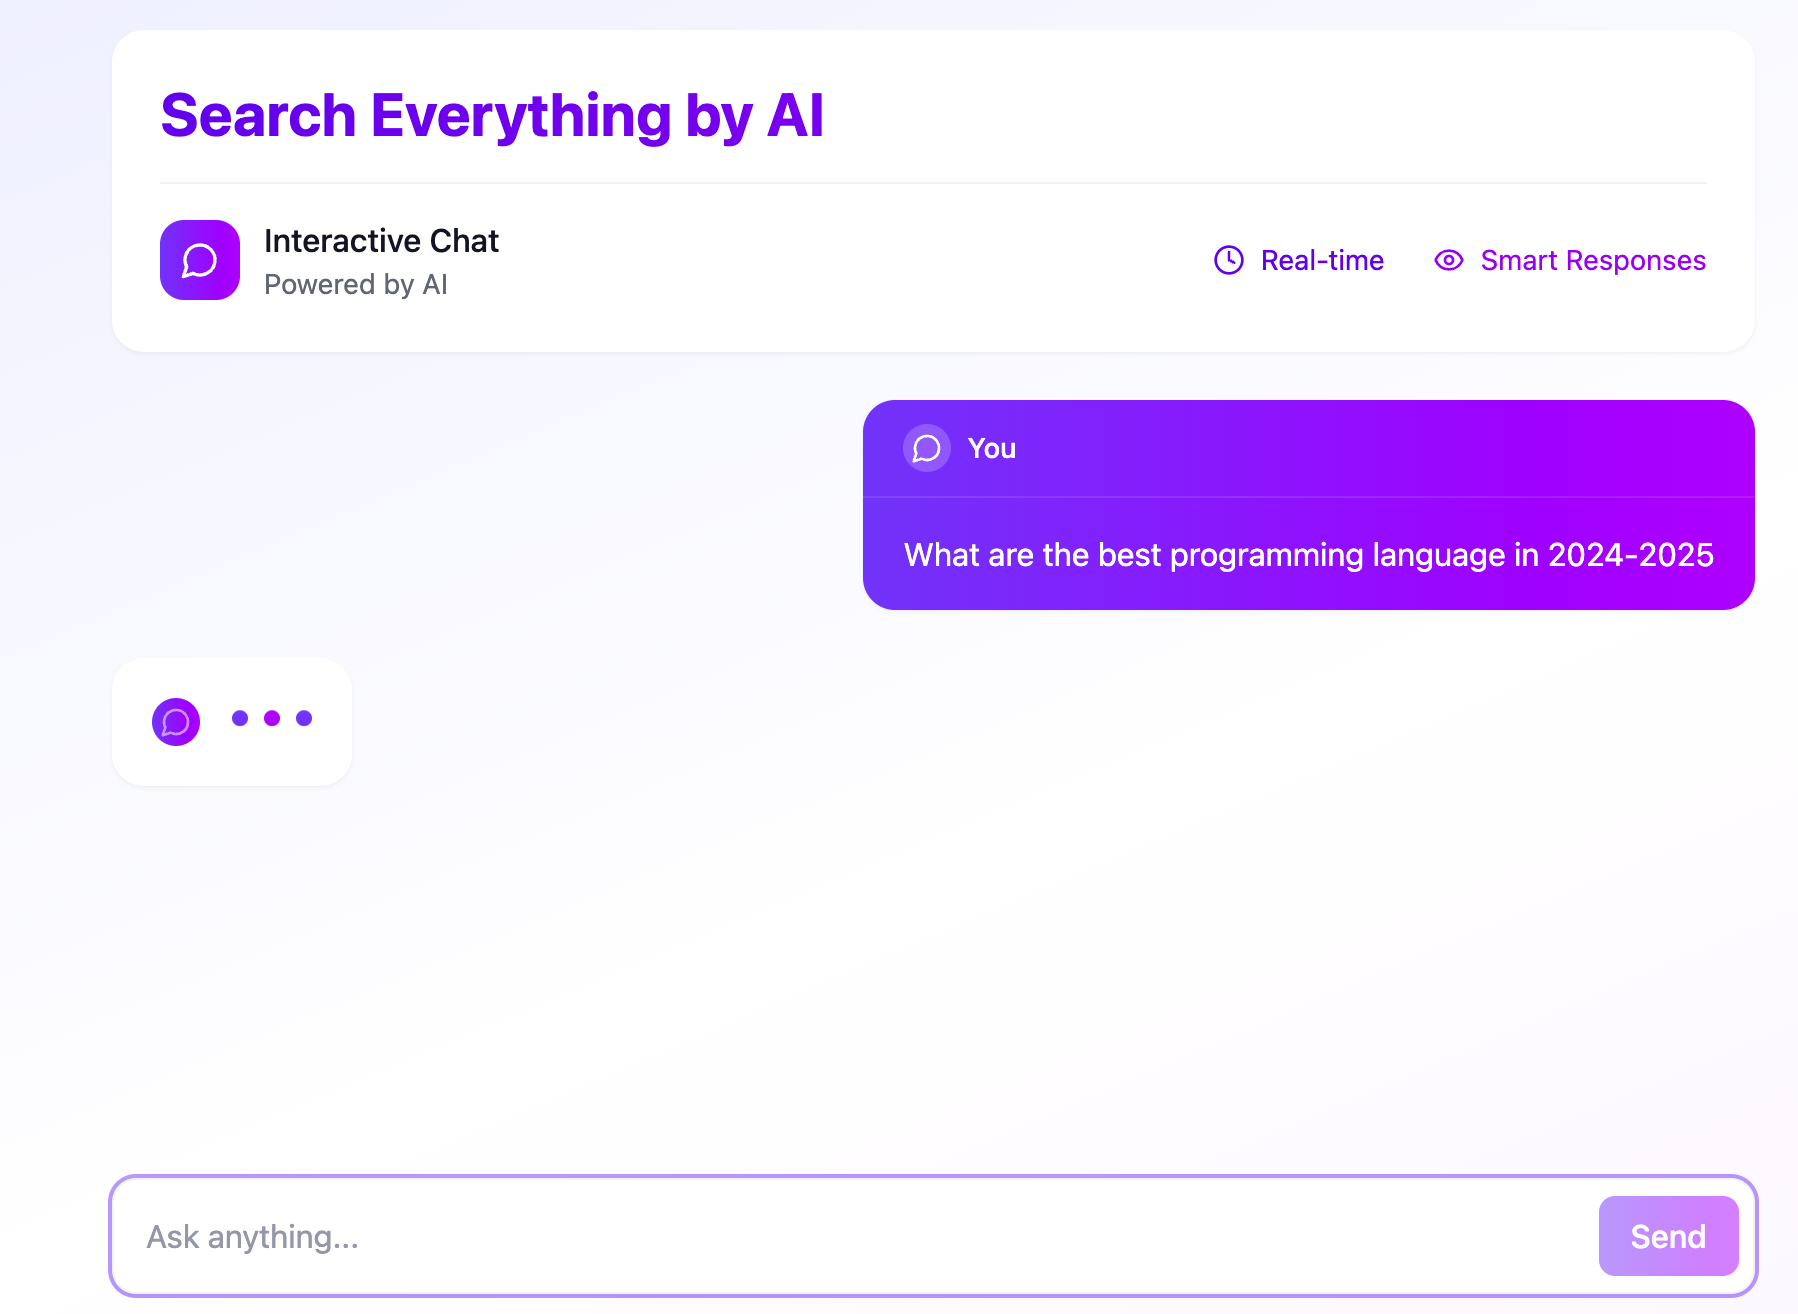 Search Everything by AI
Interactive Chat
Powered by AI
Real-time
Smart Responses
You
What are the best programming language in 2024-2025
Ask anything...
Send